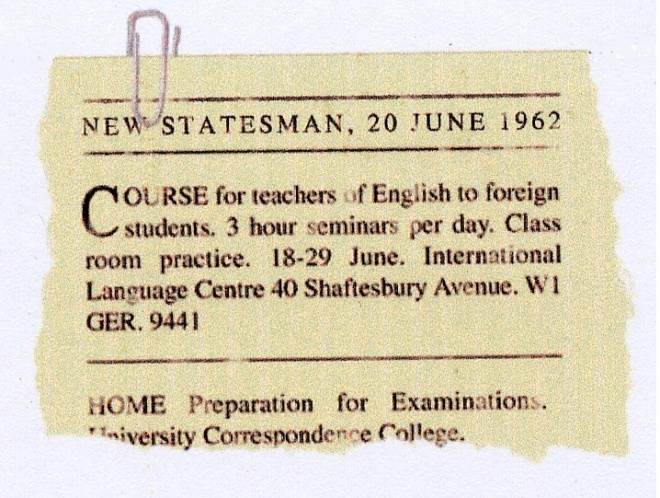 NEW STATESMAN, 20 JUNE 1962
COURSE for teachers of English to foreign
students. 3 hour seminars per day. Class
room practice. 18-29 June. International
Language Centre 40 Shaftesbury Avenue. W1
GER. 9441
HOME Preparation for Examinations.
University Correspondence College.